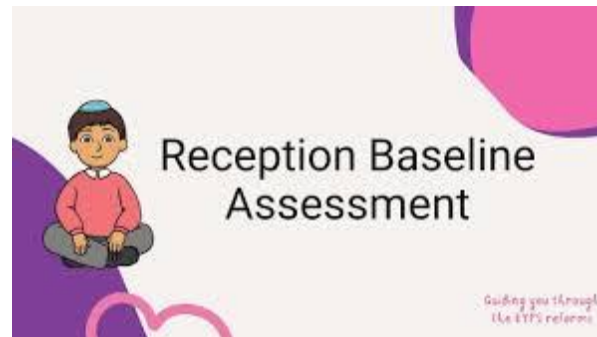 Reception Baseline
Assessment
Guiding you through
the EYFS reforms